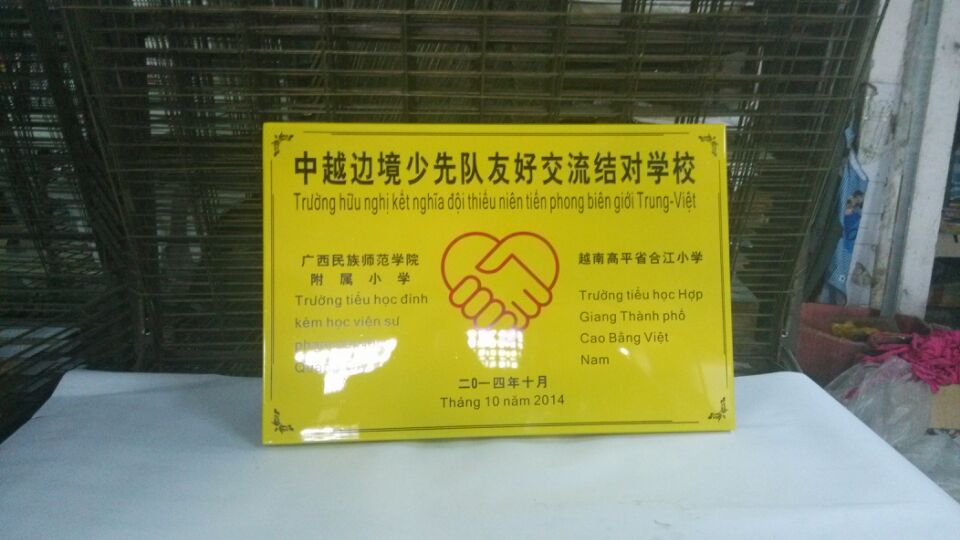 中越边境少先队友好交流结对学校
Trường hữu nghị kết nghĩa đội thiếu niên tiền phong biên giới Trung-Việt
广西民族师范学院
附属小学
Trường tiểu học đính
kèm học viện sư
越南高平省合江小学
Trường tiểu học Hợp
Giang Thành phố
Cao Bằng Việt
Nam
二0一四年十月
Tháng 10 năm 2014